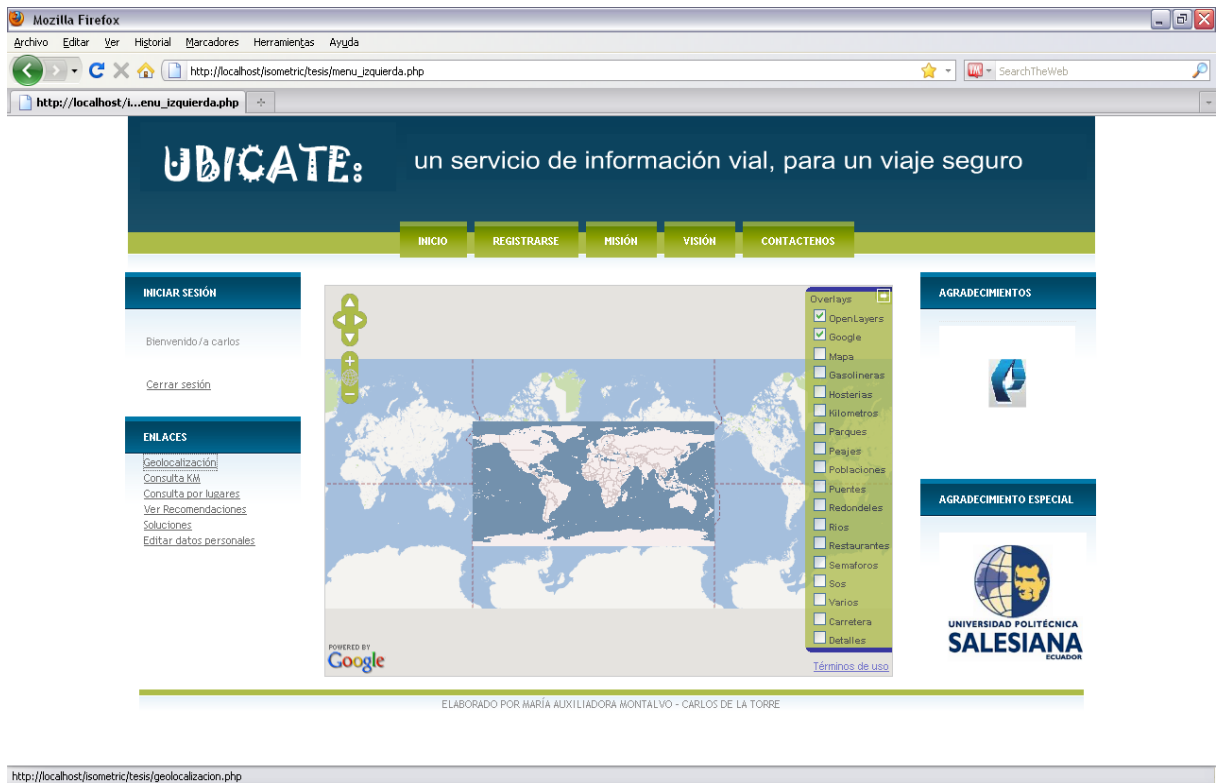 Mozilla Firefox
Archivo Editar Ver Historial Marcadores Herramientas Ayuda
http://localhost/isometric/tesis/menu_izquierda.php
SearchTheWeb
http://localhost/i...enu_izquierda.php
UBICATE: un servicio de información vial, para un viaje seguro
INICIO REGISTRARSE MISIÓN VISIÓN CONTACTENOS
INICIAR SESIÓN
Bienvenido/a carlos
Cerrar sesión
ENLACES
Geolocalización
Consulta KM
Consulta por lugares
Ver Recomendaciones
Soluciones
Editar datos personales
Overlays
OpenLayers
Google
Mapa
Gasolineras
Hosterias
Kilometros
Parques
Peajes
Poblaciones
Puentes
Redondeles
Rios
Restaurantes
Semaforos
Sos
Varios
Carretera
Detalles
POWERED BY
Google
Términos de uso
AGRADECIMIENTOS
AGRADECIMIENTO ESPECIAL
UNIVERSIDAD POLITÉCNICA
SALESIANA
ECUADOR
ELABORADO POR MARÍA AUXILIADORA MONTALVO - CARLOS DE LA TORRE
http://localhost/isometric/tesis/geolocalizacion.php